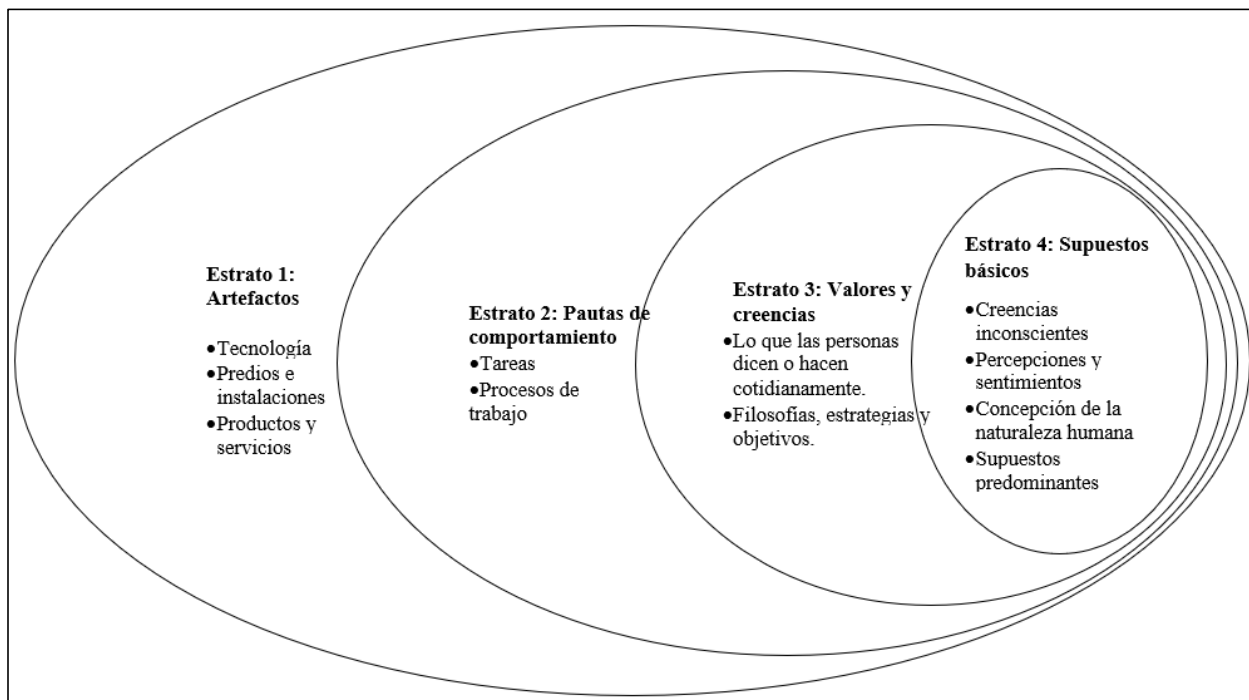 Estrato 1:
Artefactos
•Tecnología
•Predios e
instalaciones
•Productos y
servicios
Estrato 2: Pautas de
comportamiento
•Tareas
•Procesos de
trabajo
Estrato 3: Valores y
creencias
•Lo que las personas
dicen o hacen
cotidianamente.
•Filosofías, estrategias y
objetivos.
Estrato 4: Supuestos
básicos
•Creencias
inconscientes
•Percepciones y
sentimientos
•Concepción de la
naturaleza humana
•Supuestos
predominantes